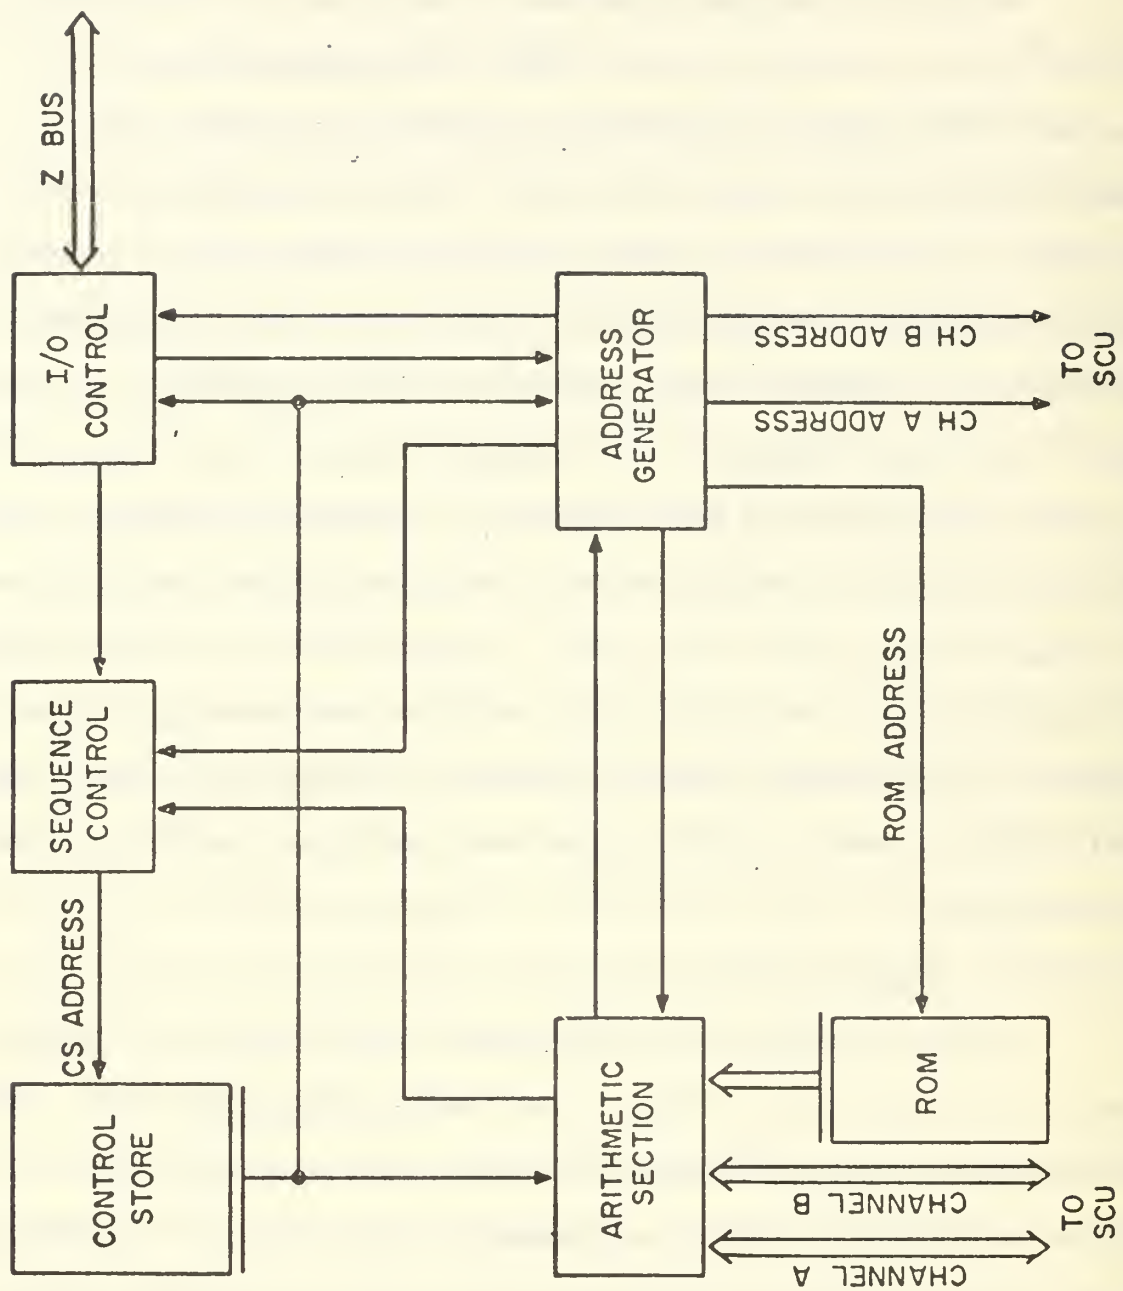 CONTROL
STORE
CS ADDRESS
SEQUENCE
CONTROL
I/O
CONTROL
Z BUS
ARITHMETIC
SECTION
ADDRESS
GENERATOR
CHANNEL A
CHANNEL B
TO
SCU
ROM
ROM ADDRESS
CH A ADDRESS
CH B ADDRESS
TO
SCU